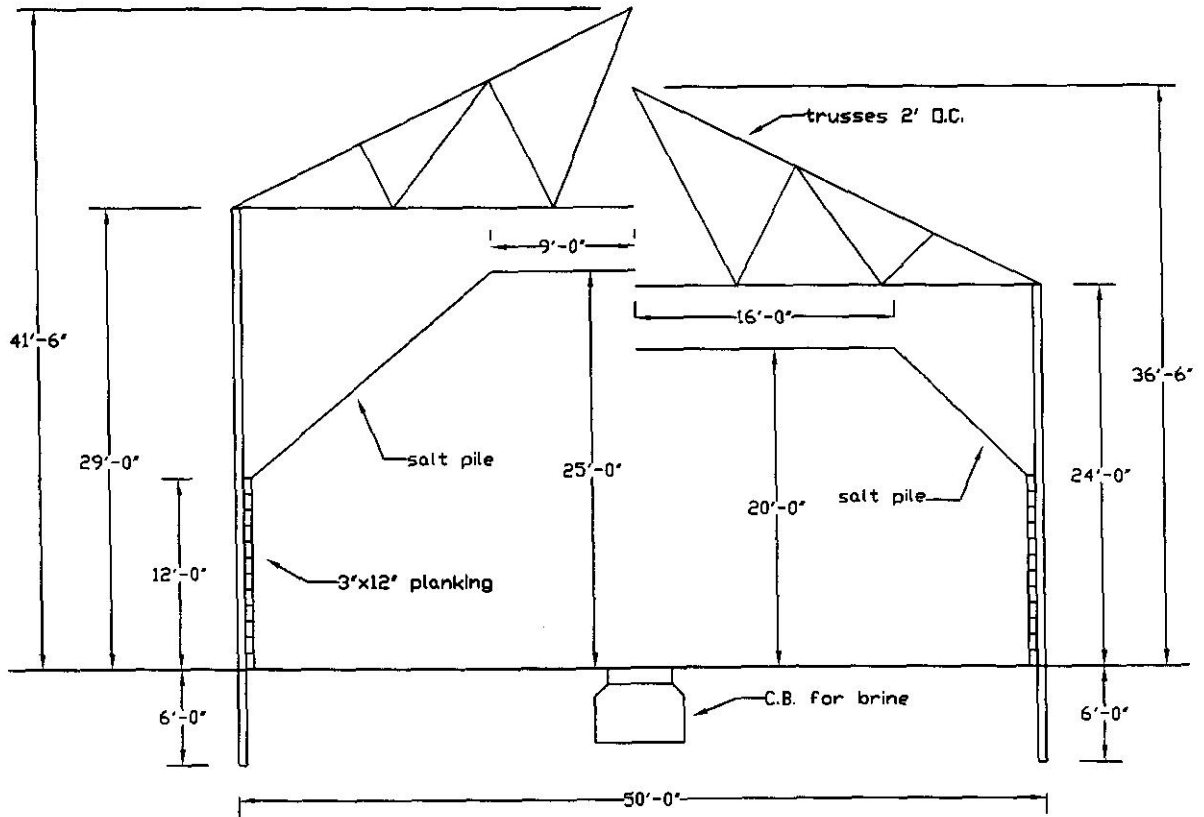 trusses 2' O.C.
9'-0"
16'-0"
41'-6"
36'-6"
salt pile
29'-0"
25'-0"
24'-0"
salt pile
20'-0"
12'-0"
3"x12" planking
C.B. for brine
6'-0"
6'-0"
50'-0"